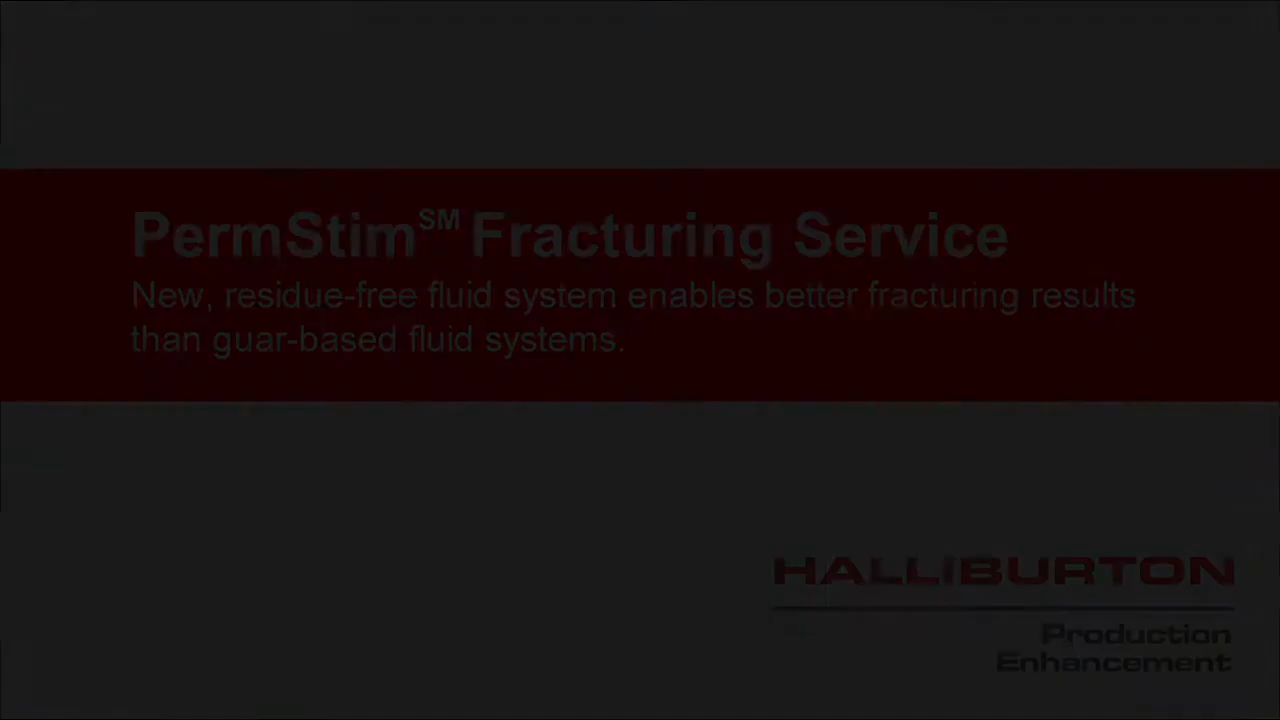 PermStim℠ Fracturing Service
New, residue-free fluid system enables better fracturing results
than guar-based fluid systems.
HALLIBURTON
Production
Enhancement